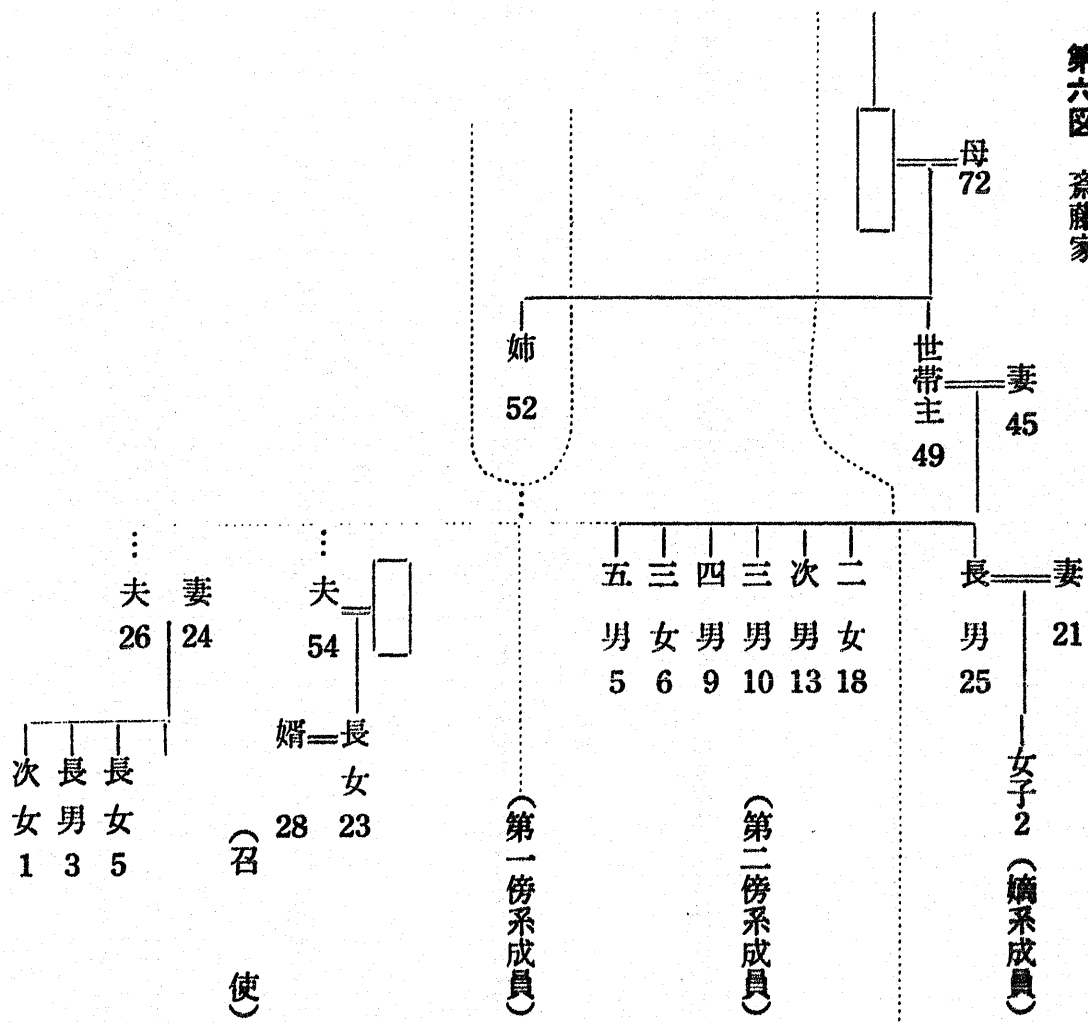 第六図　斎藤家
母
72
世帯主
49
妻
45
姉
52
長男
25
妻
21
二女
18
次男
13
三男
10
四男
9
三女
6
五男
5
女子2
夫
54
長女
23
婿
28
夫
26
妻
24
長女
5
長男
3
次女
1
（嫡系成員）
（第二傍系成員）
（第一傍系成員）
（召使）